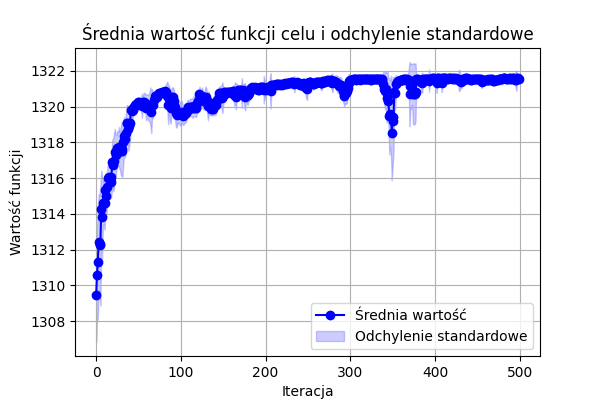 Średnia wartość funkcji celu i odchylenie standardowe
Wartość funkcji
1322
1320
1318
1316
1314
1312
1310
1308
Średnia wartość
Odchylenie standardowe
0 100 200 300 400 500
Iteracja